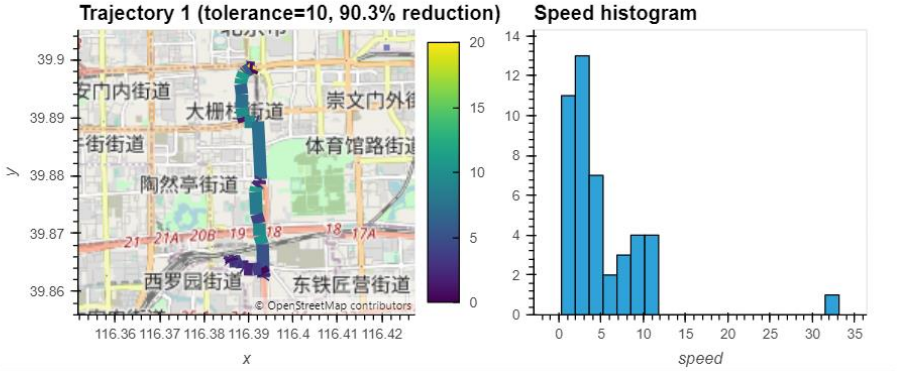 Trajectory 1 (tolerance=10, 90.3% reduction)
Speed histogram
北京市
安门内街道
大栅栏街道
崇文门外街
牛街街道
体育馆路街道
陶然亭街道
21 21A 20B 19 18 18 17A
西罗园街道
东铁匠营街道
© OpenStreetMap contributors
39.9
39.89
39.88
39.87
39.86
y
116.36 116.37 116.38 116.39 116.4 116.41 116.42
x
20
15
10
5
0
14
12
10
8
6
4
2
0
0 5 10 15 20 25 30 35
speed